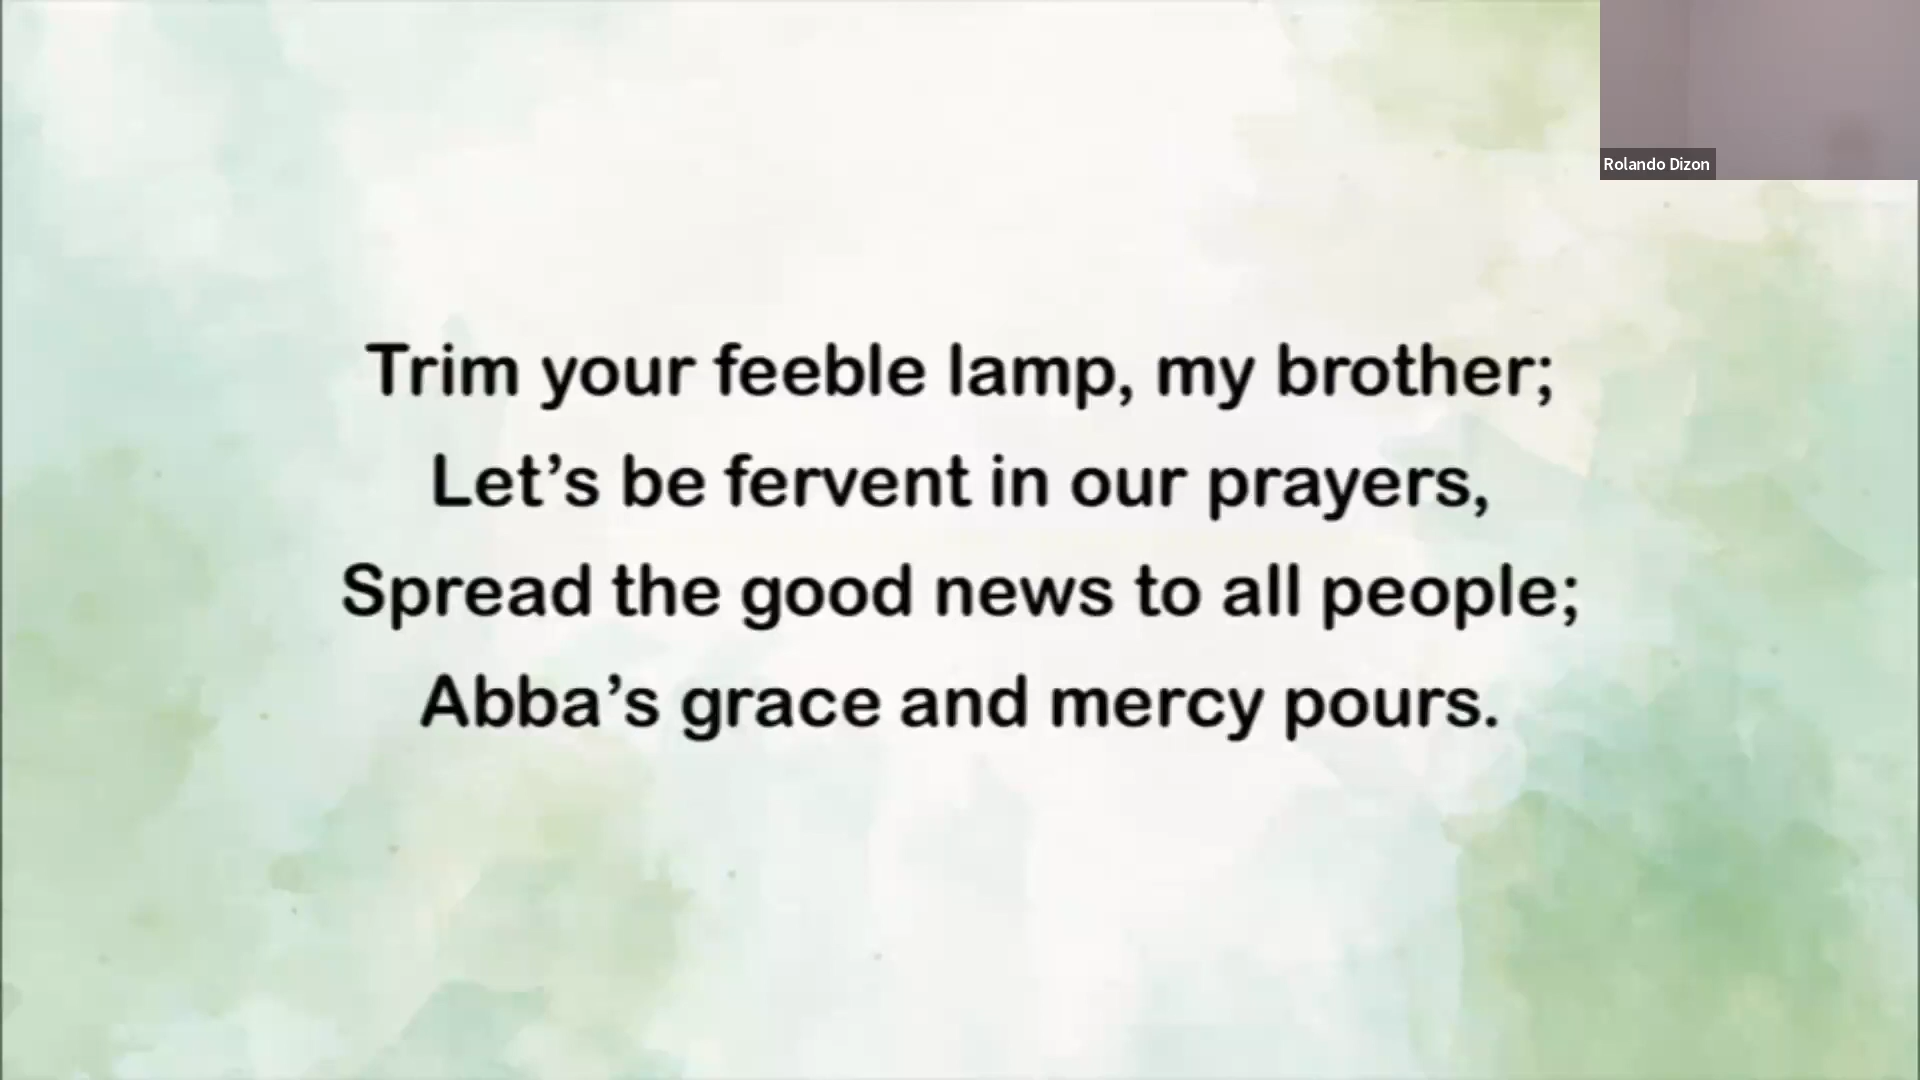 Rolando Dizon
Trim your feeble lamp, my brother;
Let’s be fervent in our prayers,
Spread the good news to all people;
Abba’s grace and mercy pours.